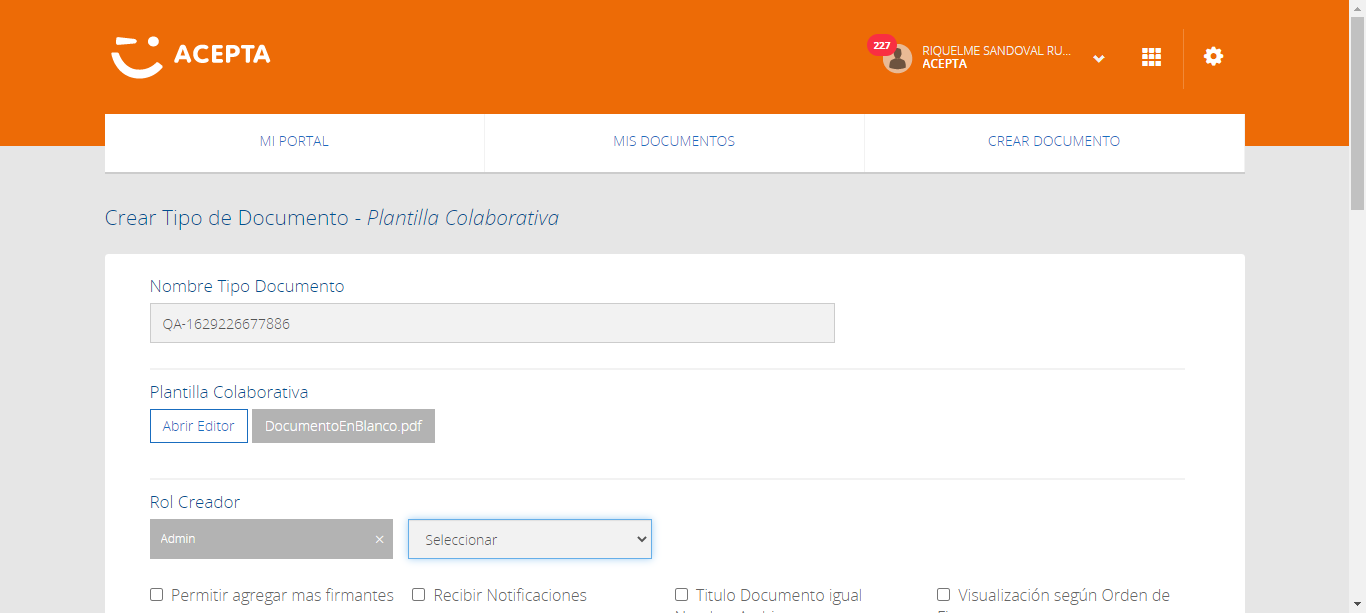 ACEPTA
227
RIQUELME SANDOVAL RU...
ACEPTA
MI PORTAL
MIS DOCUMENTOS
CREAR DOCUMENTO
Crear Tipo de Documento - Plantilla Colaborativa
Nombre Tipo Documento
QA-1629226677886
Plantilla Colaborativa
Abrir Editor
DocumentoEnBlanco.pdf
Rol Creador
Admin ×
Seleccionar
Permitir agregar mas firmantes
Recibir Notificaciones
Titulo Documento igual
Visualización según Orden de